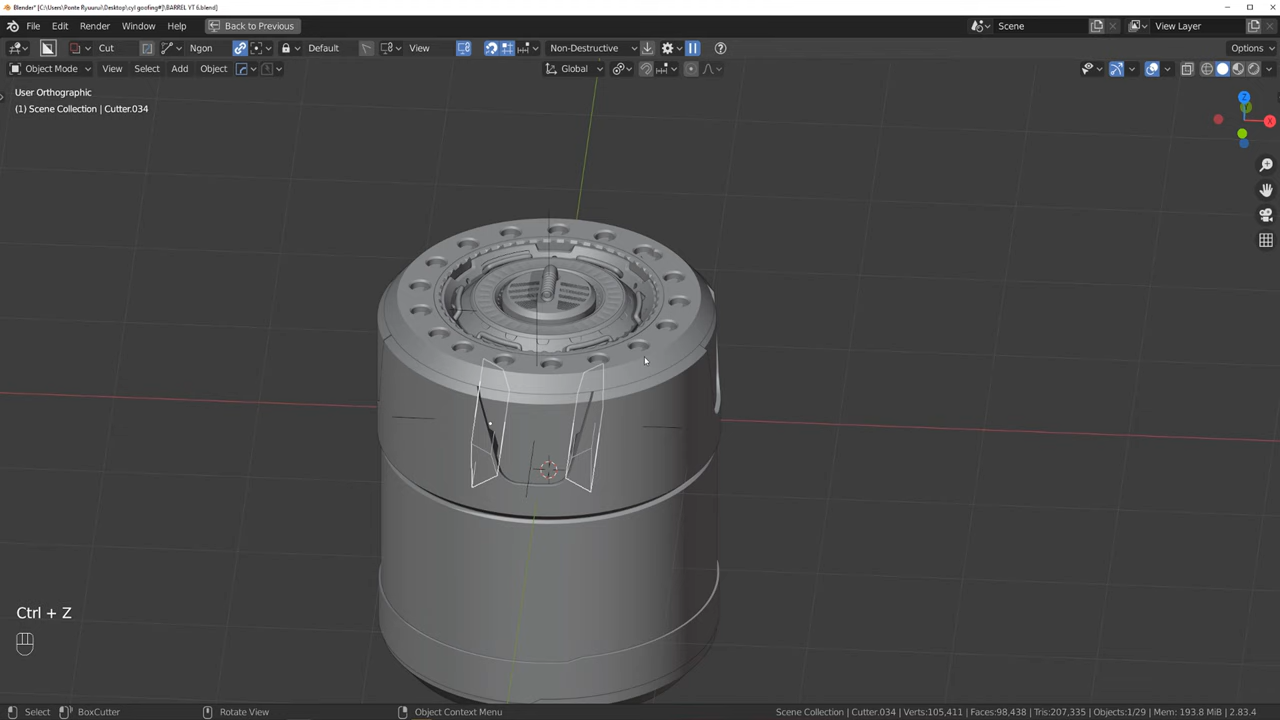 Blender* [C:\Users\Ponte Ryuurui\Desktop\cyl goofing#\BARREL YT 6.blend]
File Edit Render Window Help Back to Previous Scene View Layer
Cut Ngon Default View Non-Destructive Options
Object Mode View Select Add Object Global
User Orthographic
(1) Scene Collection | Cutter.034
Z
X
Ctrl + Z
Select BoxCutter Rotate View Object Context Menu Scene Collection | Cutter.034 | Verts:105,411 | Faces:98,438 | Tris:207,335 | Objects:1/29 | Mem: 193.8 MiB | 2.83.4